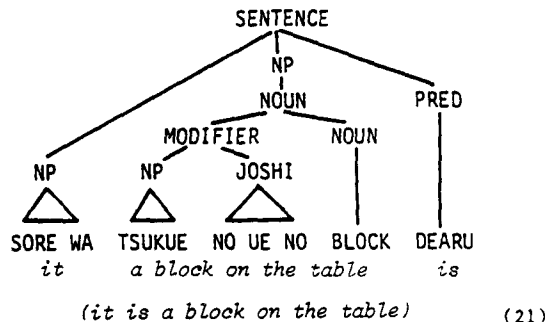 SENTENCE
NP
NOUN PRED
MODIFIER NOUN
NP NP JOSHI
SORE WA TSUKUE NO UE NO BLOCK DEARU
it a block on the table is
(it is a block on the table) (21)